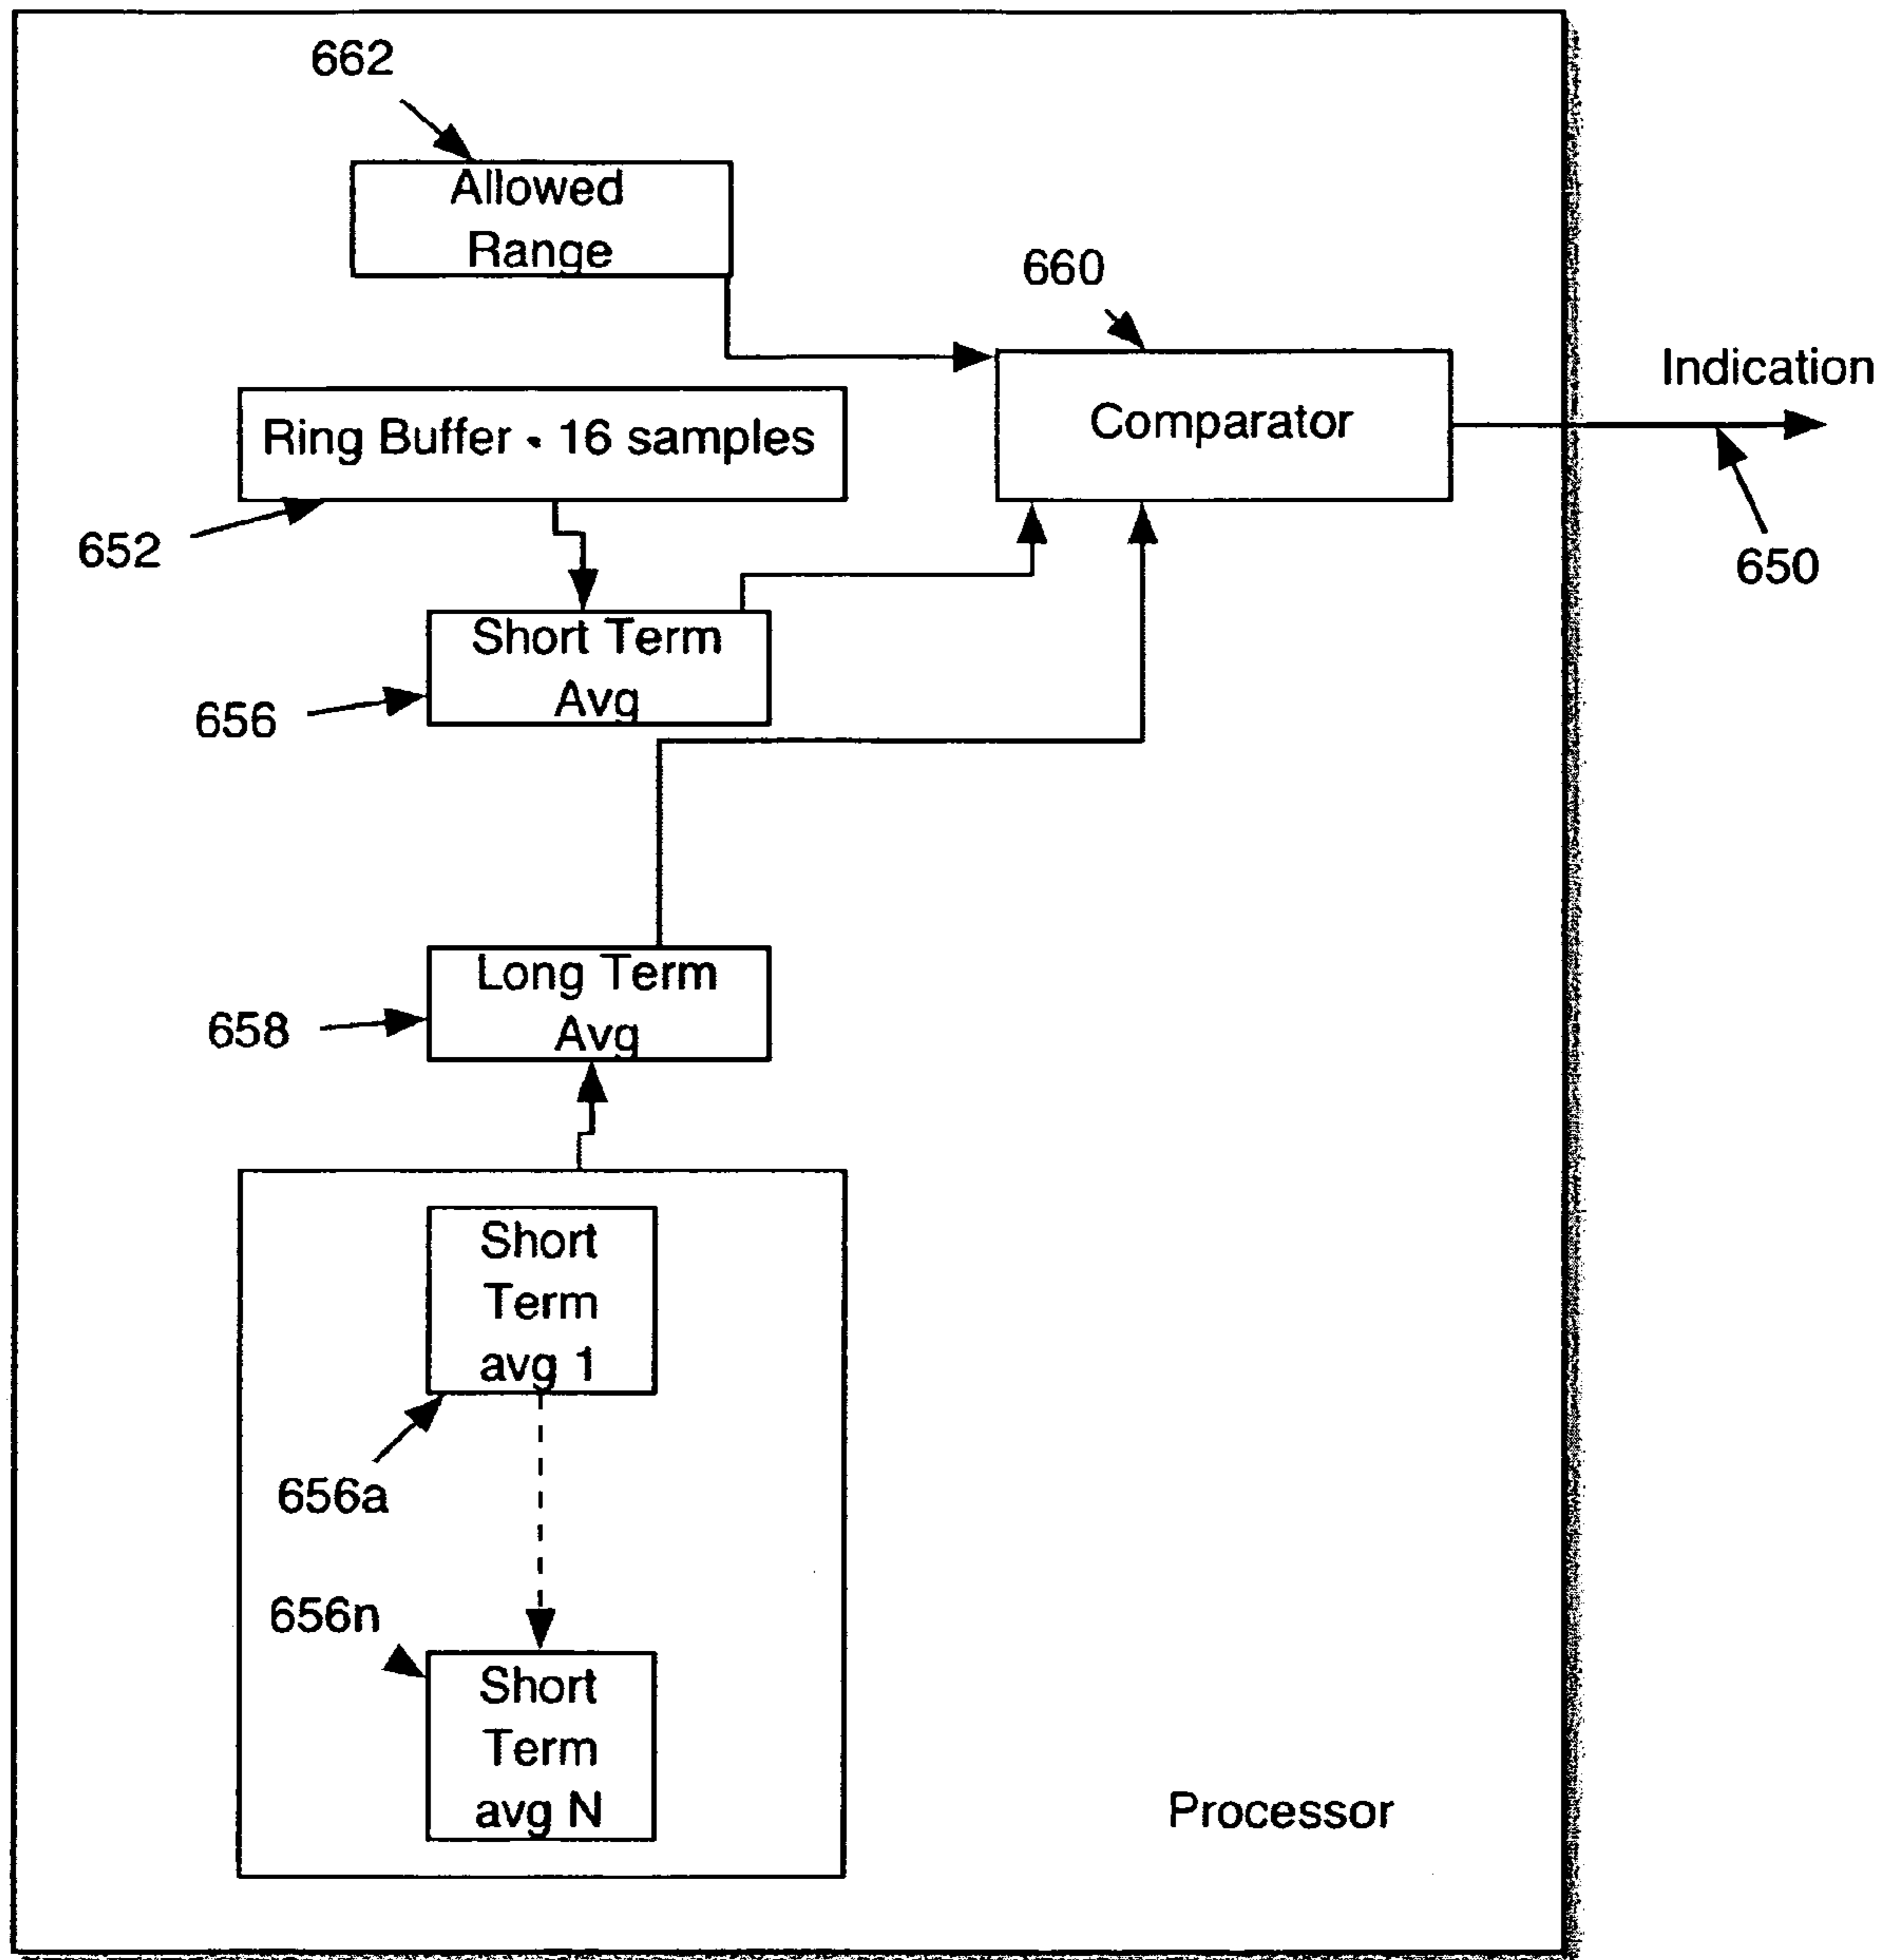 662
Allowed
Range
660
Comparator
Indication
650
Ring Buffer - 16 samples
652
Short Term
Avg
656
Long Term
Avg
658
Short
Term
avg 1
656a
656n
Short
Term
avg N
Processor